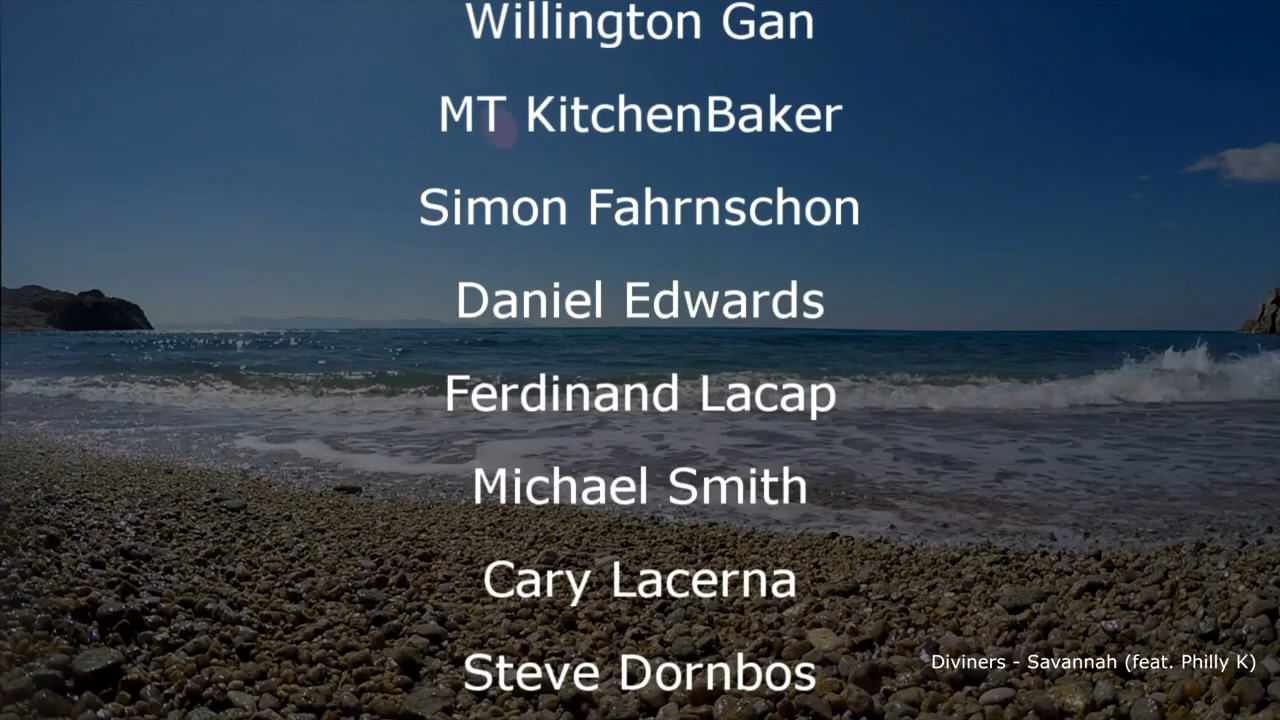 Willington Gan
MT KitchenBaker
Simon Fahrnschon
Daniel Edwards
Ferdinand Lacap
Michael Smith
Cary Lacerna
Steve Dornbos
Diviners - Savannah (feat. Philly K)